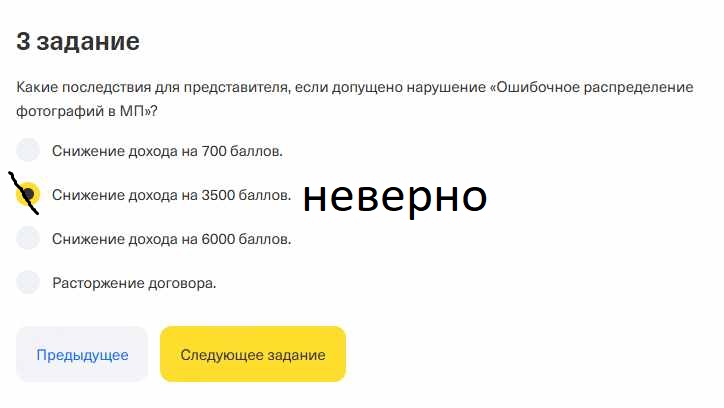 3 задание
Какие последствия для представителя, если допущено нарушение «Ошибочное распределение
фотографий в МП»?
Снижение дохода на 700 баллов.
Снижение дохода на 3500 баллов. неверно
Снижение дохода на 6000 баллов.
Расторжение договора.
Предыдущее Следующее задание